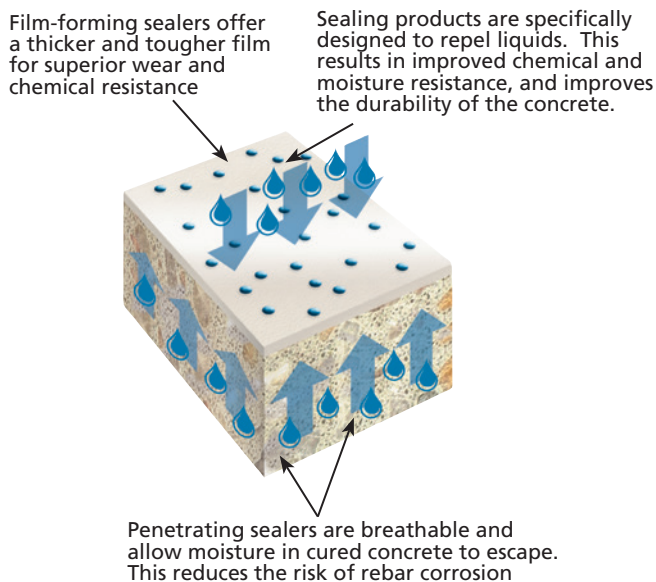 Film-forming sealers offer
a thicker and tougher film
for superior wear and
chemical resistance
Sealing products are specifically
designed to repel liquids.  This
results in improved chemical and
moisture resistance, and improves
the durability of the concrete.
Penetrating sealers are breathable and
allow moisture in cured concrete to escape.
This reduces the risk of rebar corrosion